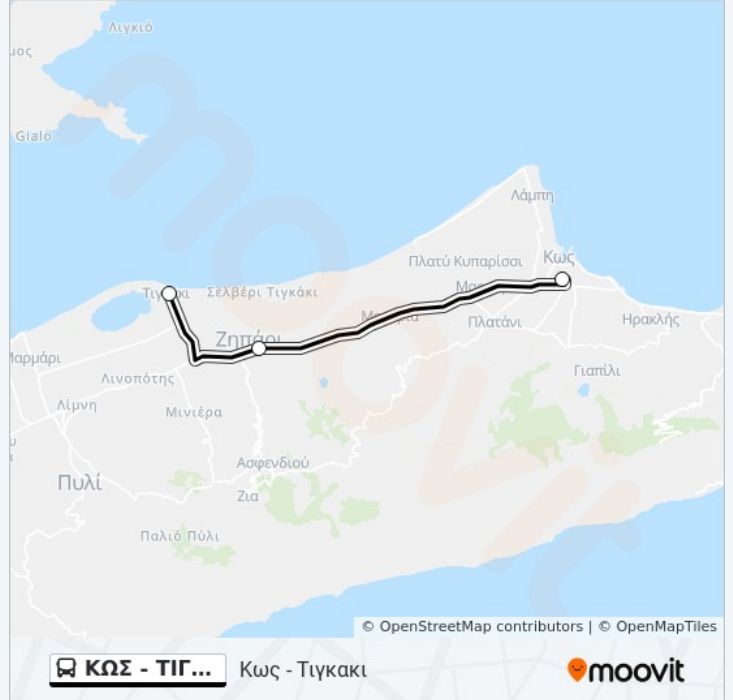 Λιγκιό
Gialo
Λάμπη
Κως
Πλατύ Κυπαρίσσι
Τιγκάκι
Σελβέρι Τιγκάκι
Πλατάνι
Ηρακλής
Ζηπάρι
Μαρμάρι
Λινοπότης
Γιαπίλι
Λίμνη
Μινιέρα
Ασφενδιού
Πυλί
Ζια
Παλιό Πύλι
© OpenStreetMap contributors | © OpenMapTiles
ΚΩΣ - ΤΙΓ...
Κως - Τιγκακι
moovit